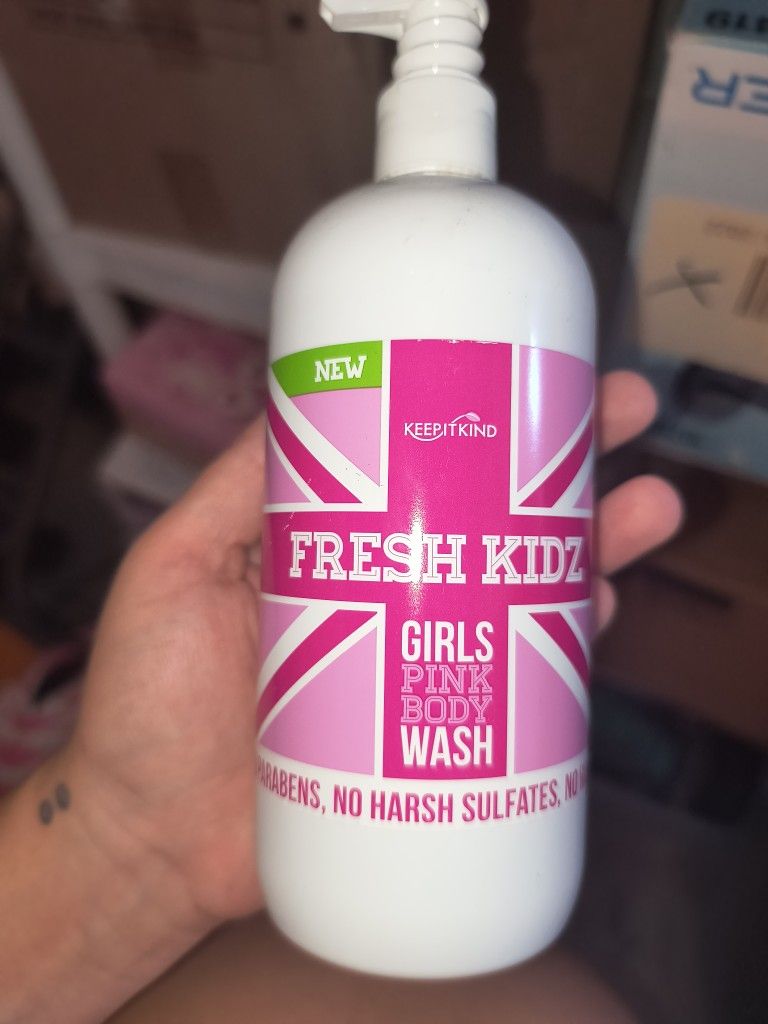 NEW
KEEPITKIND
FRESH KIDZ
GIRLS
PINK
BODY
WASH
PARABENS, NO HARSH SULFATES, NO